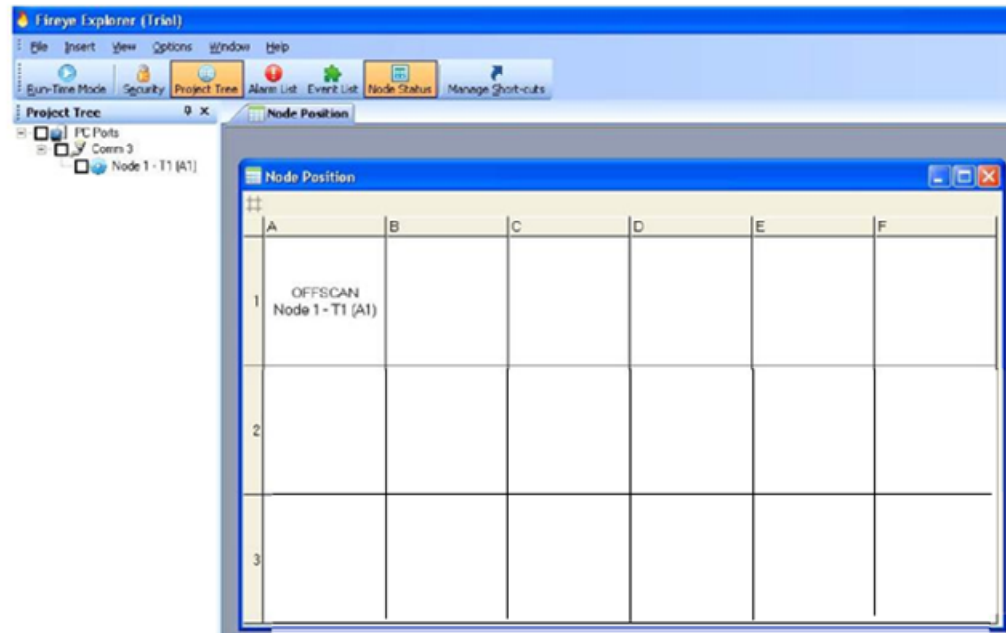 Fireye Explorer (Trial)
File Insert View Options Window Help
Run-Time Mode Security Project Tree Alarm List Event List Node Status Manage Short-cuts
Project Tree
Node Position
PC Ports
Comm 3
Node 1 - T1 (A1)
Node Position
A B C D E F
1
OFFSCAN
Node 1 - T1 (A1)
2
3